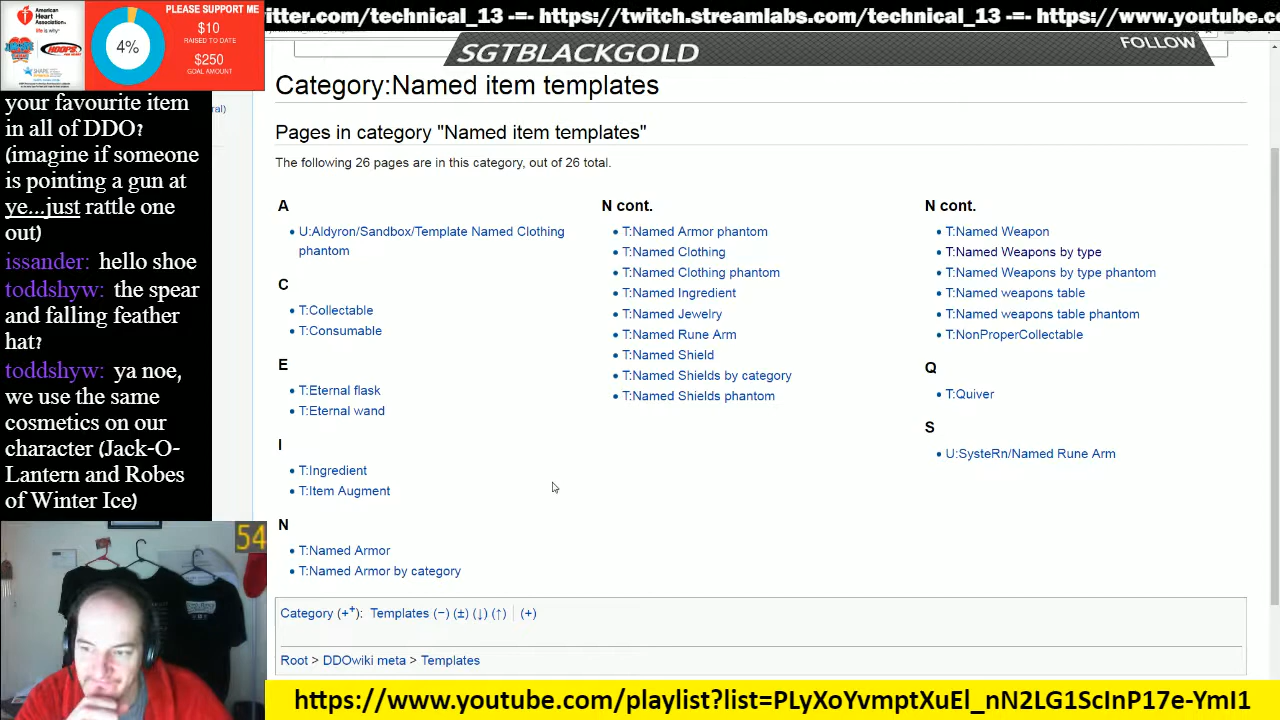 itter.com/technical_13 -=- https://twitch.streamlabs.com/technical_13 -=- https://www.youtube.c
American
Heart
Association®
life is why™
HOOPS
PLEASE SUPPORT ME
$10
RAISED TO DATE
4%
$250
GOAL AMOUNT
SGTBLACKGOLD
FOLLOW
your favourite item
in all of DDO?
(imagine if someone
is pointing a gun at
ye...just rattle one
out)
issander: hello shoe
toddshyw: the spear
and falling feather
hat?
toddshyw: ya noe,
we use the same
cosmetics on our
character (Jack-O-
Lantern and Robes
of Winter Ice)
ral)
54
Category:Named item templates
Pages in category "Named item templates"
The following 26 pages are in this category, out of 26 total.
A
U:Aldyron/Sandbox/Template Named Clothing
phantom
C
T:Collectable
T:Consumable
E
T:Eternal flask
T:Eternal wand
I
T:Ingredient
T:Item Augment
N
T:Named Armor
T:Named Armor by category
N cont.
T:Named Armor phantom
T:Named Clothing
T:Named Clothing phantom
T:Named Ingredient
T:Named Jewelry
T:Named Rune Arm
T:Named Shield
T:Named Shields by category
T:Named Shields phantom
N cont.
T:Named Weapon
T:Named Weapons by type
T:Named Weapons by type phantom
T:Named weapons table
T:Named weapons table phantom
T:NonProperCollectable
Q
T:Quiver
S
U:SysteRn/Named Rune Arm
Category (+⁺): Templates (−) (±) (↓) (↑) (+)
Root > DDOwiki meta > Templates
https://www.youtube.com/playlist?list=PLyXoYvmptXuEl_nN2LG1ScInP17e-YmI1